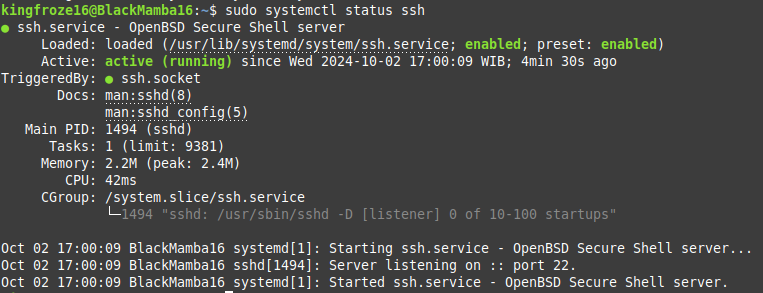 kingfroze16@BlackMamba16:~$ sudo systemctl status ssh
● ssh.service - OpenBSD Secure Shell server
Loaded: loaded (/usr/lib/systemd/system/ssh.service; enabled; preset: enabled)
Active: active (running) since Wed 2024-10-02 17:00:09 WIB; 4min 30s ago
TriggeredBy: ● ssh.socket
Docs: man:sshd(8)
man:sshd_config(5)
Main PID: 1494 (sshd)
Tasks: 1 (limit: 9381)
Memory: 2.2M (peak: 2.4M)
CPU: 42ms
CGroup: /system.slice/ssh.service
└─1494 "sshd: /usr/sbin/sshd -D [listener] 0 of 10-100 startups"
Oct 02 17:00:09 BlackMamba16 systemd[1]: Starting ssh.service - OpenBSD Secure Shell server...
Oct 02 17:00:09 BlackMamba16 sshd[1494]: Server listening on :: port 22.
Oct 02 17:00:09 BlackMamba16 systemd[1]: Started ssh.service - OpenBSD Secure Shell server.